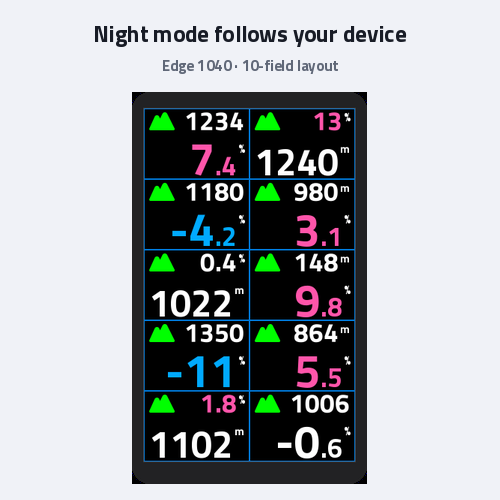 Night mode follows your device
Edge 1040 · 10-field layout
1234
7.4%
13%
1240m
1180
-4.2%
980m
3.1%
0.4%
1022m
148m
9.8%
1350
-11%
864m
5.5%
1.8%
1102m
1006
-0.6%